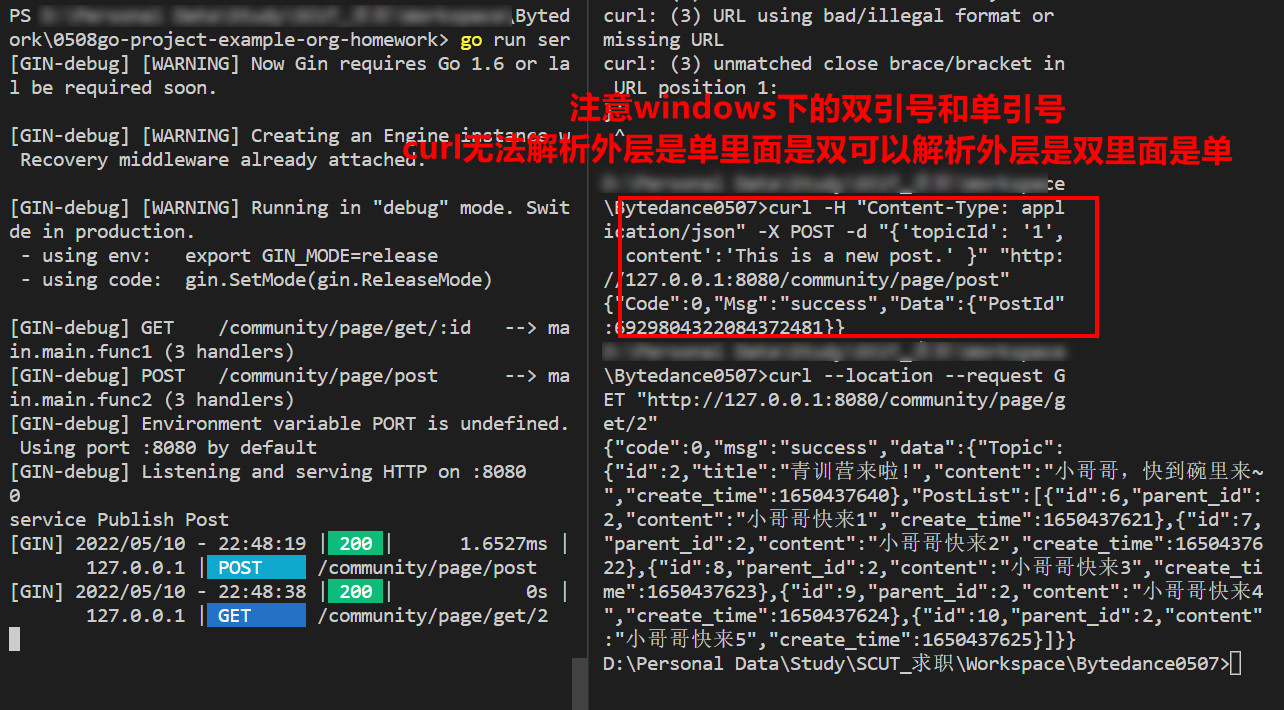 PS \Byted
ork\0508go-project-example-org-homework> go run ser
[GIN-debug] [WARNING] Now Gin requires Go 1.6 or la
l be required soon.
[GIN-debug] [WARNING] Creating an Engine instance w
Recovery middleware already attached.
[GIN-debug] [WARNING] Running in "debug" mode. Swit
de in production.
- using env:   export GIN_MODE=release
- using code:  gin.SetMode(gin.ReleaseMode)
[GIN-debug] GET    /community/page/get/:id   --> ma
in.main.func1 (3 handlers)
[GIN-debug] POST   /community/page/post      --> ma
in.main.func2 (3 handlers)
[GIN-debug] Environment variable PORT is undefined.
Using port :8080 by default
[GIN-debug] Listening and serving HTTP on :8080
0
service Publish Post
[GIN] 2022/05/10 - 22:48:19 | 200 |      1.6527ms |
127.0.0.1 | POST     /community/page/post
[GIN] 2022/05/10 - 22:48:38 | 200 |            0s |
127.0.0.1 | GET      /community/page/get/2
curl: (3) URL using bad/illegal format or
missing URL
curl: (3) unmatched close brace/bracket in
URL position 1:
注意windows下的双引号和单引号
^
curl无法解析外层是单里面是双可以解析外层是双里面是单
ce
\Bytedance0507>curl -H "Content-Type: appl
ication/json" -X POST -d "{'topicId': '1',
content':'This is a new post.' }" "http:
//127.0.0.1:8080/community/page/post"
{"Code":0,"Msg":"success","Data":{"PostId"
:6929804322084372481}}
\Bytedance0507>curl --location --request G
ET "http://127.0.0.1:8080/community/page/g
et/2"
{"code":0,"msg":"success","data":{"Topic":
{"id":2,"title":"青训营来啦!","content":"小哥哥，快到碗里来~
","create_time":1650437640},"PostList":[{"id":6,"parent_id":
2,"content":"小哥哥快来1","create_time":1650437621},{"id":7,
"parent_id":2,"content":"小哥哥快来2","create_time":16504376
22},{"id":8,"parent_id":2,"content":"小哥哥快来3","create_ti
me":1650437623},{"id":9,"parent_id":2,"content":"小哥哥快来4
","create_time":1650437624},{"id":10,"parent_id":2,"content"
:"小哥哥快来5","create_time":1650437625}]}}
D:\Personal Data\Study\SCUT_求职\Workspace\Bytedance0507>